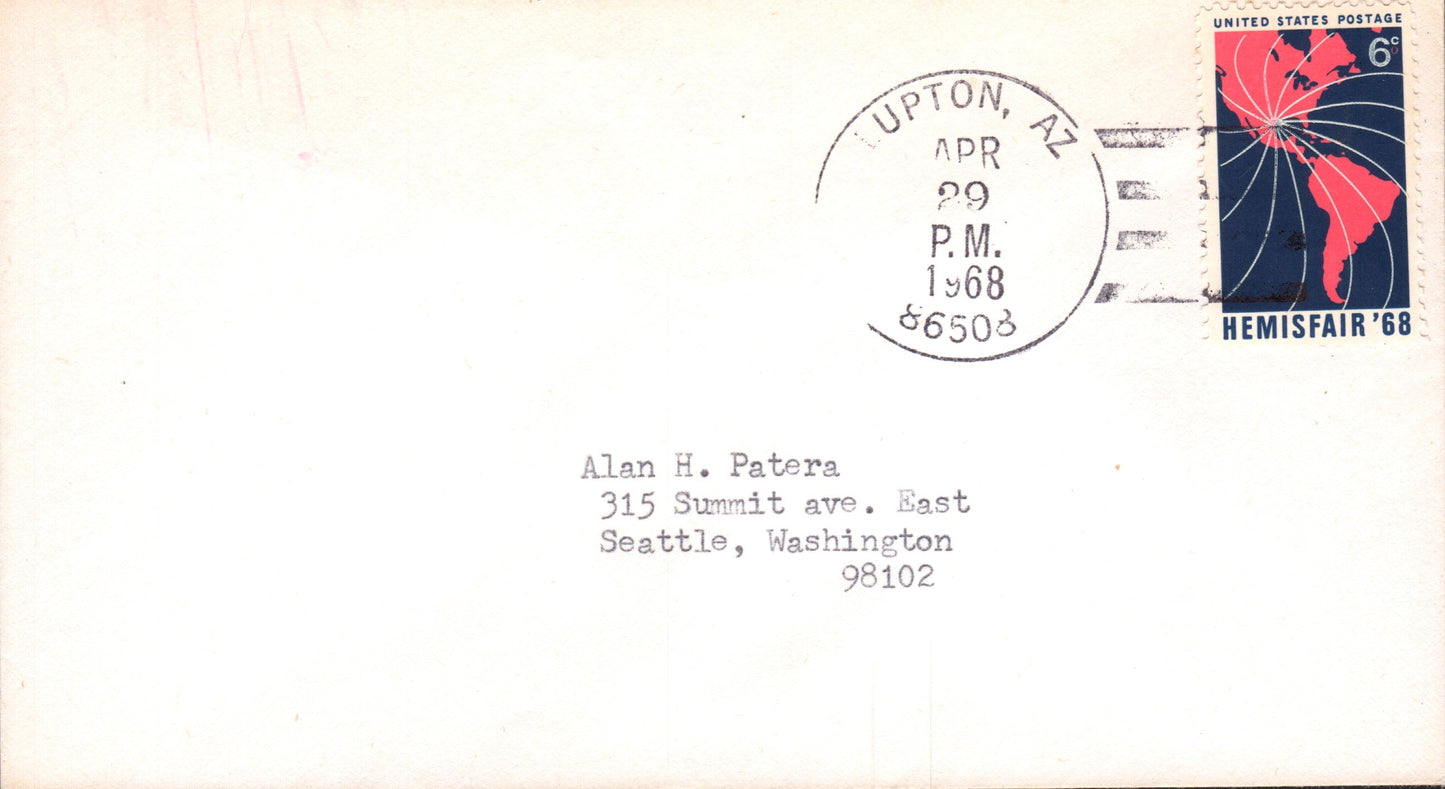 UNITED STATES POSTAGE
6c
HEMISFAIR '68
LUPTON, AZ
APR
29
P.M.
1968
86508
Alan H. Patera
315 Summit ave. East
Seattle, Washington
98102